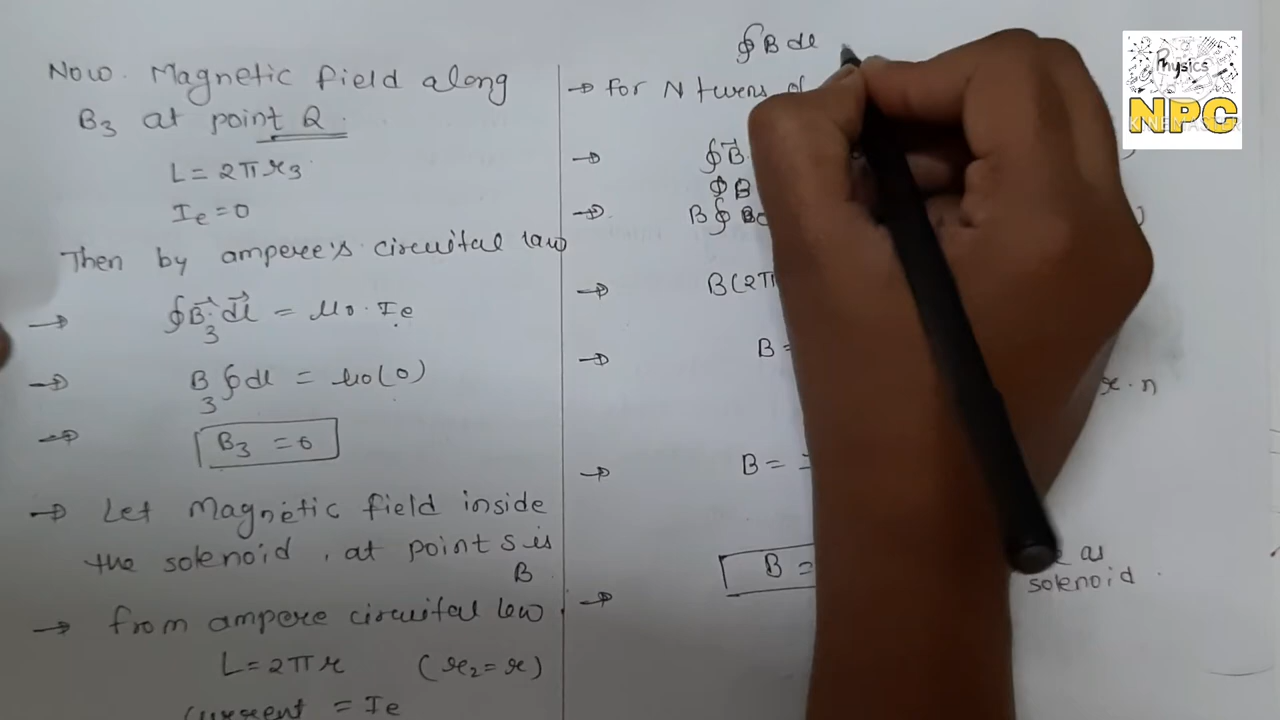 Now. Magnetic field along
B₃ at point Q.
L = 2πr₃
Ie = 0
Then by ampere's circuital law
→ ∮B₃·dl = μ₀·Ie
→ B₃∮dl = μ₀(0)
→ B₃ = 0
→ Let Magnetic field inside
the solenoid, at point S is
B
→ from ampere circuital law
L = 2πr (r₂ = r)
current = Ie
∮B dl
→ for N turns
→ ∮B
∮B
→ B∮
→ B(2π
→ B =
r.n
→ B =
→ B =
as
solenoid
Physics
NPC